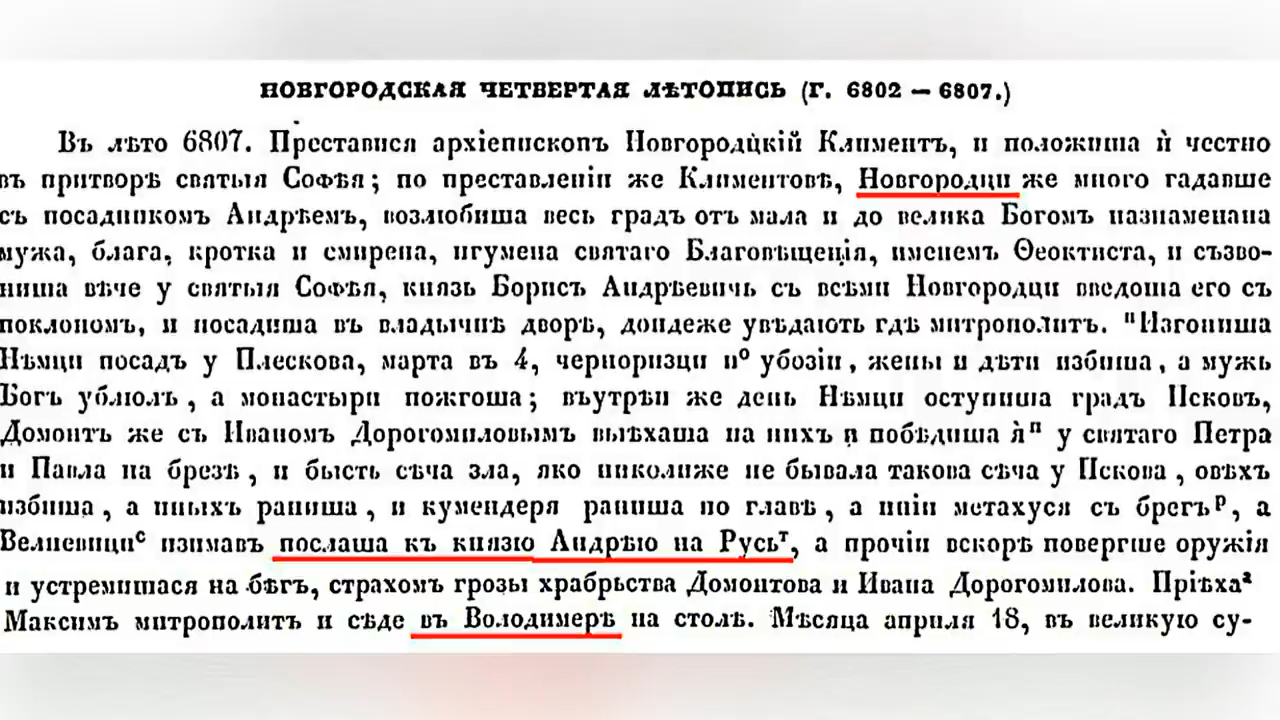 НОВГОРОДСКАЯ ЧЕТВЕРТАЯ ЛѢТОПИСЬ (Г. 6802 — 6807.)
Въ лѣто 6807. Преставися архіепископъ Новгородцкій Климентъ, и положиша ѝ честно
въ притворѣ святыя Софѣя; по преставленіи же Климентовѣ, Новгородци же много гадавше
съ посадникомъ Андрѣемъ, возлюбиша весь градъ отъ мала и до велика Богомъ назнаменана
мужа, блага, кротка и смирена, игумена святаго Благовѣщенія, именемъ Ѳеоктиста, и съзво-
ниша вѣче у святыя Софѣя, князь Борисъ Андрѣевичь съ всѣми Новгородци введоша его съ
поклономъ, и посадиша въ владычнѣ дворѣ, дондеже увѣдають гдѣ митрополитъ. ᵘИзгониша
Нѣмци посадъ у Плескова, марта въ 4, черноризци п⁰ убозіи, жены и дѣти избиша, а мужь
Богъ ублюлъ, а монастыри пожгоша; въутрѣи же день Нѣмци оступиша градъ Псковъ,
Домонтъ же съ Иваномъ Дорогомиловымъ выѣхаша на нихъ и побѣдиша я̀ⁿ у святаго Петра
и Павла на брезѣ, и бысть сѣча зла, яко николиже не бывала такова сѣча у Пскова, овѣхъ
избиша, а иныхъ раниша, и кумендеря раниша по главѣ, а иніи метахуся съ брегъᵖ, а
Велневициᶜ изимавъ послаша къ князю Андрѣю на Русьᵀ, а прочіи вскорѣ повергше оружія
и устремишася на бѣгъ, страхомъ грозы храбрьства Домонтова и Ивана Дорогомилова. Пріѣха²
Максимъ митрополитъ и сѣде въ Володимерѣ на столѣ. Мѣсяца априля 18, въ великую су-